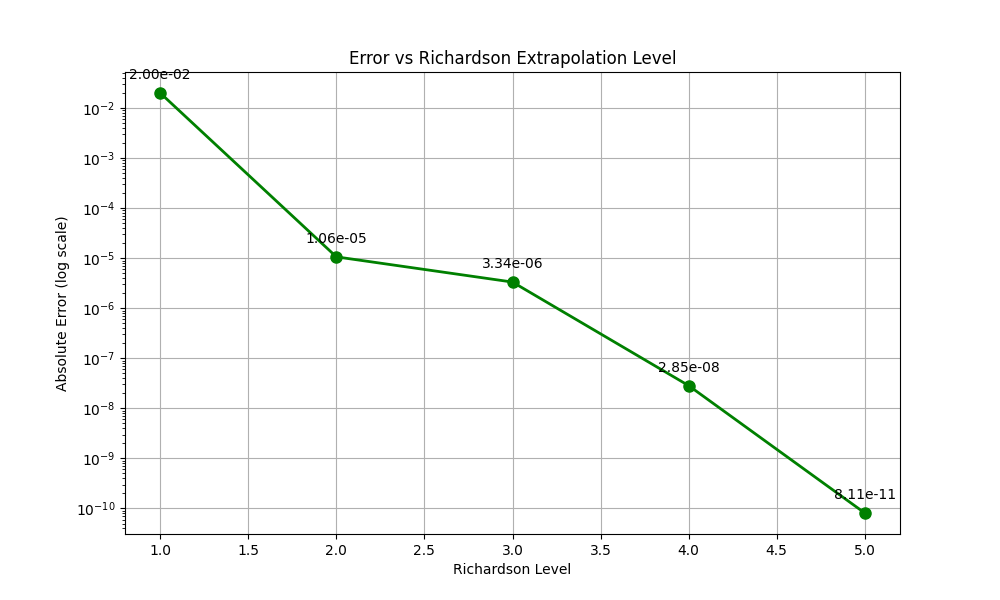 Error vs Richardson Extrapolation Level
2.00e-02
1.06e-05
3.34e-06
2.85e-08
8.11e-11
10⁻²
10⁻³
10⁻⁴
10⁻⁵
10⁻⁶
10⁻⁷
10⁻⁸
10⁻⁹
10⁻¹⁰
Absolute Error (log scale)
1.0 1.5 2.0 2.5 3.0 3.5 4.0 4.5 5.0
Richardson Level